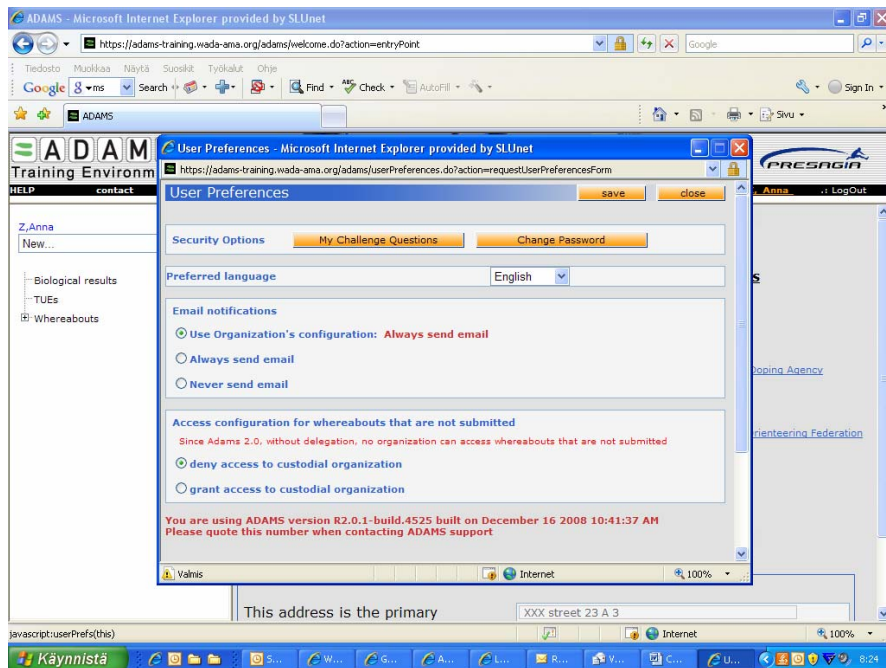 ADAMS - Microsoft Internet Explorer provided by SLUnet
https://adams-training.wada-ama.org/adams/welcome.do?action=entryPoint
Google
Tiedosto Muokkaa Näytä Suosikit Työkalut Ohje
Google ms Search Find Check AutoFill Sign In
ADAMS Sivu
ADAM
Training Environm
PRESAGIA
HELP contact Anna .: LogOut
Z,Anna
New...
Biological results
TUEs
Whereabouts
User Preferences - Microsoft Internet Explorer provided by SLUnet
https://adams-training.wada-ama.org/adams/userPreferences.do?action=requestUserPreferencesForm
User Preferences save close
Security Options My Challenge Questions Change Password
Preferred language English
Email notifications
Use Organization's configuration: Always send email
Always send email
Never send email
Access configuration for whereabouts that are not submitted
Since Adams 2.0, without delegation, no organization can access whereabouts that are not submitted
deny access to custodial organization
grant access to custodial organization
You are using ADAMS version R2.0.1-build.4525 built on December 16 2008 10:41:37 AM
Please quote this number when contacting ADAMS support
Valmis Internet 100%
s
Doping Agency
rienteering Federation
This address is the primary XXX street 23 A 3
javascript:userPrefs(this) Internet 100%
Käynnistä S... W... G... A... L... R... V... C... U... 8:24